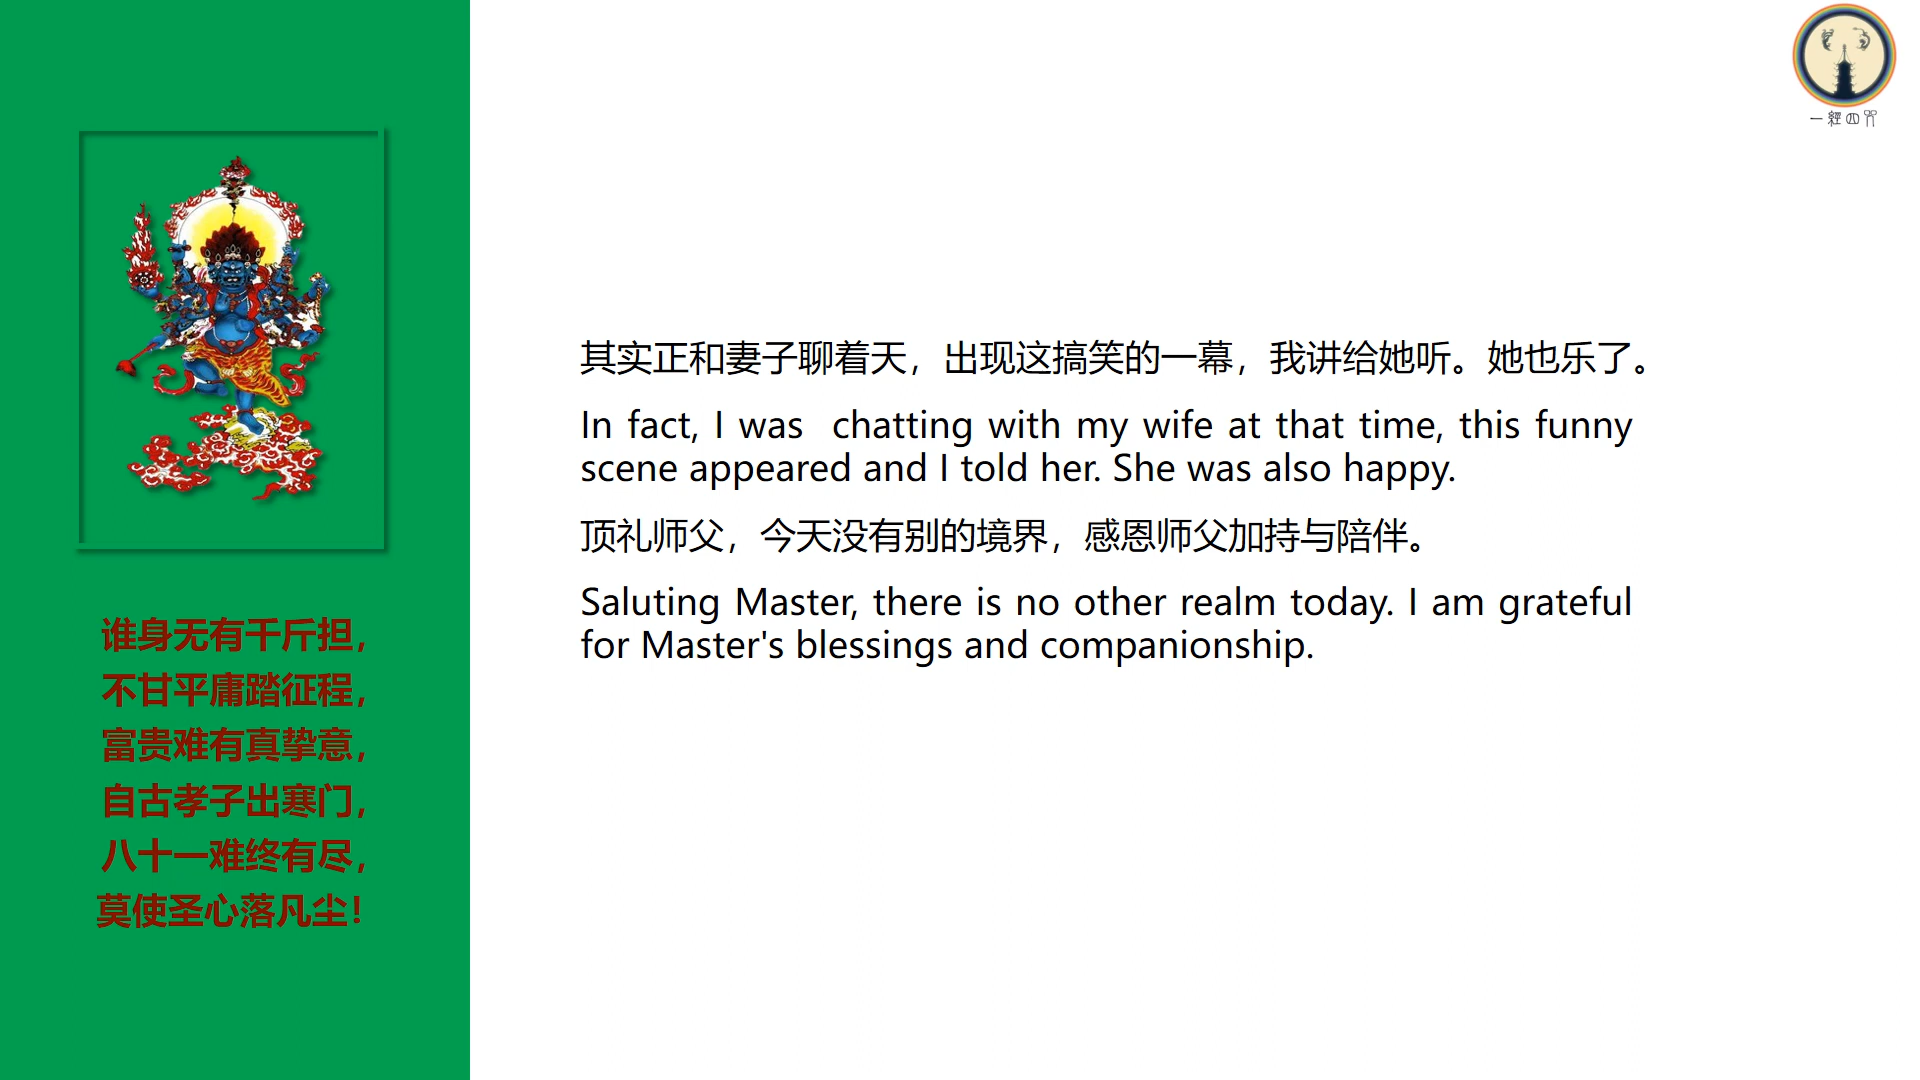 一經四咒
谁身无有千斤担，
不甘平庸踏征程，
富贵难有真挚意，
自古孝子出寒门，
八十一难终有尽，
莫使圣心落凡尘！
其实正和妻子聊着天，出现这搞笑的一幕，我讲给她听。她也乐了。
In fact, I was  chatting with my wife at that time, this funny
scene appeared and I told her. She was also happy.
顶礼师父，今天没有别的境界，感恩师父加持与陪伴。
Saluting Master, there is no other realm today. I am grateful
for Master's blessings and companionship.